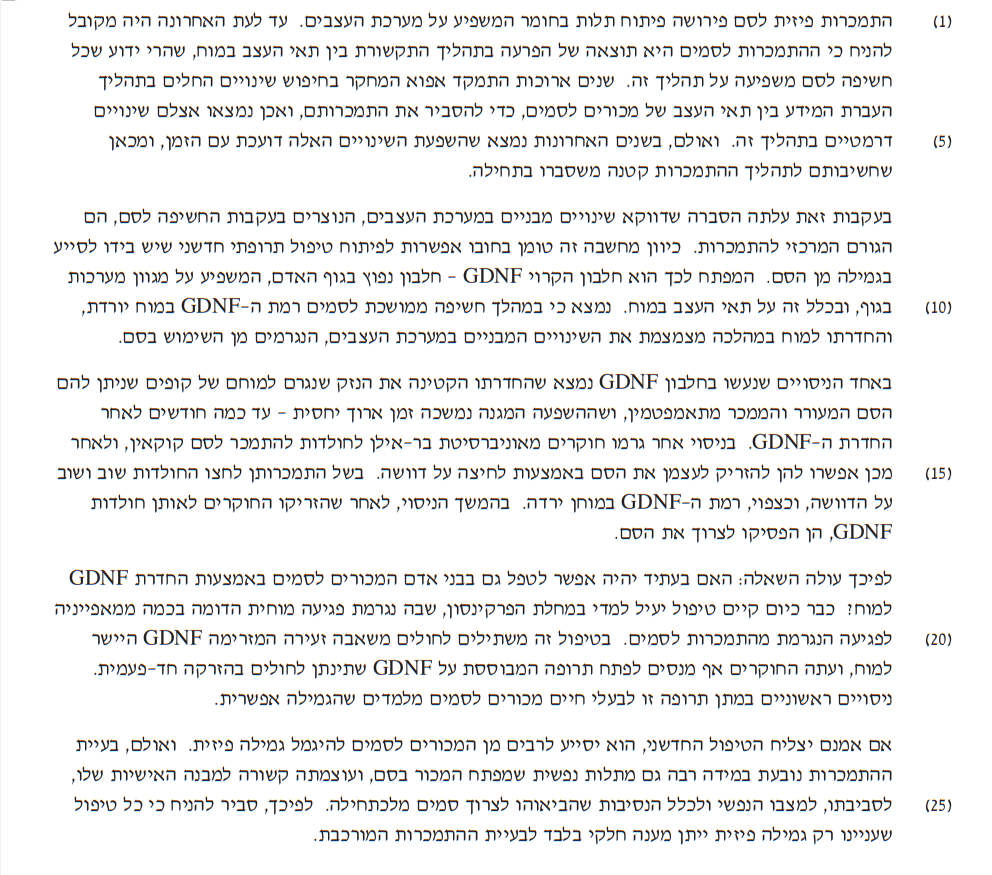 (1) התמכרות פיזית לסם פירושה פיתוח תלות בחומר המשפיע על מערכת העצבים. עד לעת האחרונה היה מקובל
להניח כי ההתמכרות לסמים היא תוצאה של הפרעה בתהליך התקשורת בין תאי העצב במוח, שהרי ידוע שכל
חשיפה לסם משפיעה על תהליך זה. שנים ארוכות התמקד אפוא המחקר בחיפוש שינויים החלים בתהליך
העברת המידע בין תאי העצב של מכורים לסמים, כדי להסביר את התמכרותם, ואכן נמצאו אצלם שינויים
(5) דרמטיים בתהליך זה. ואולם, בשנים האחרונות נמצא שהשפעת השינויים האלה דועכת עם הזמן, ומכאן
שחשיבותם לתהליך ההתמכרות קטנה משסברו בתחילה.
בעקבות זאת עלתה הסברה שדווקא שינויים מבניים במערכת העצבים, הנוצרים בעקבות החשיפה לסם, הם
הגורם המרכזי להתמכרות. כיוון מחשבה זה טומן בחובו אפשרות לפיתוח טיפול תרופתי חדשני שיש בידו לסייע
בגמילה מן הסם. המפתח לכך הוא חלבון הקרוי GDNF - חלבון נפוץ בגוף האדם, המשפיע על מגוון מערכות
(10) בגוף, ובכלל זה על תאי העצב במוח. נמצא כי במהלך חשיפה ממושכת לסמים רמת ה-GDNF במוח יורדת,
והחדרתו למוח במהלכה מצמצמת את השינויים המבניים במערכת העצבים, הנגרמים מן השימוש בסם.
באחד הניסויים שנעשו בחלבון GDNF נמצא שהחדרתו הקטינה את הנזק שנגרם למוחם של קופים שניתן להם
הסם המעורר והממכר מתאמפטמין, ושההשפעה המגנה נמשכה זמן ארוך יחסית - עד כמה חודשים לאחר
החדרת ה-GDNF. בניסוי אחר גרמו חוקרים מאוניברסיטת בר-אילן לחולדות להתמכר לסם קוקאין, ולאחר
(15) מכן אפשרו להן להזריק לעצמן את הסם באמצעות לחיצה על דוושה. בשל התמכרותן לחצו החולדות שוב ושוב
על הדוושה, וכצפוי, רמת ה-GDNF במוחן ירדה. בהמשך הניסוי, לאחר שהזריקו החוקרים לאותן חולדות
GDNF, הן הפסיקו לצרוך את הסם.
לפיכך עולה השאלה: האם בעתיד יהיה אפשר לטפל גם בבני אדם המכורים לסמים באמצעות החדרת GDNF
למוח? כבר כיום קיים טיפול יעיל למדי במחלת הפרקינסון, שבה נגרמת פגיעה מוחית הדומה בכמה ממאפייניה
(20) לפגיעה הנגרמת מהתמכרות לסמים. בטיפול זה משתילים לחולים משאבה זעירה המזרימה GDNF היישר
למוח, ועתה החוקרים אף מנסים לפתח תרופה המבוססת על GDNF שתינתן לחולים בהזרקה חד-פעמית.
ניסויים ראשוניים במתן תרופה זו לבעלי חיים מכורים לסמים מלמדים שהגמילה אפשרית.
אם אמנם יצליח הטיפול החדשני, הוא יסייע לרבים מן המכורים לסמים להיגמל גמילה פיזית. ואולם, בעיית
ההתמכרות נובעת במידה רבה גם מתלות נפשית שמפתח המכור בסם, ועוצמתה קשורה למבנה האישיות שלו,
(25) לסביבתו, למצבו הנפשי ולכלל הנסיבות שהביאוהו לצרוך סמים מלכתחילה. לפיכך, סביר להניח כי כל טיפול
שעניינו רק גמילה פיזית ייתן מענה חלקי בלבד לבעיית ההתמכרות המורכבת.